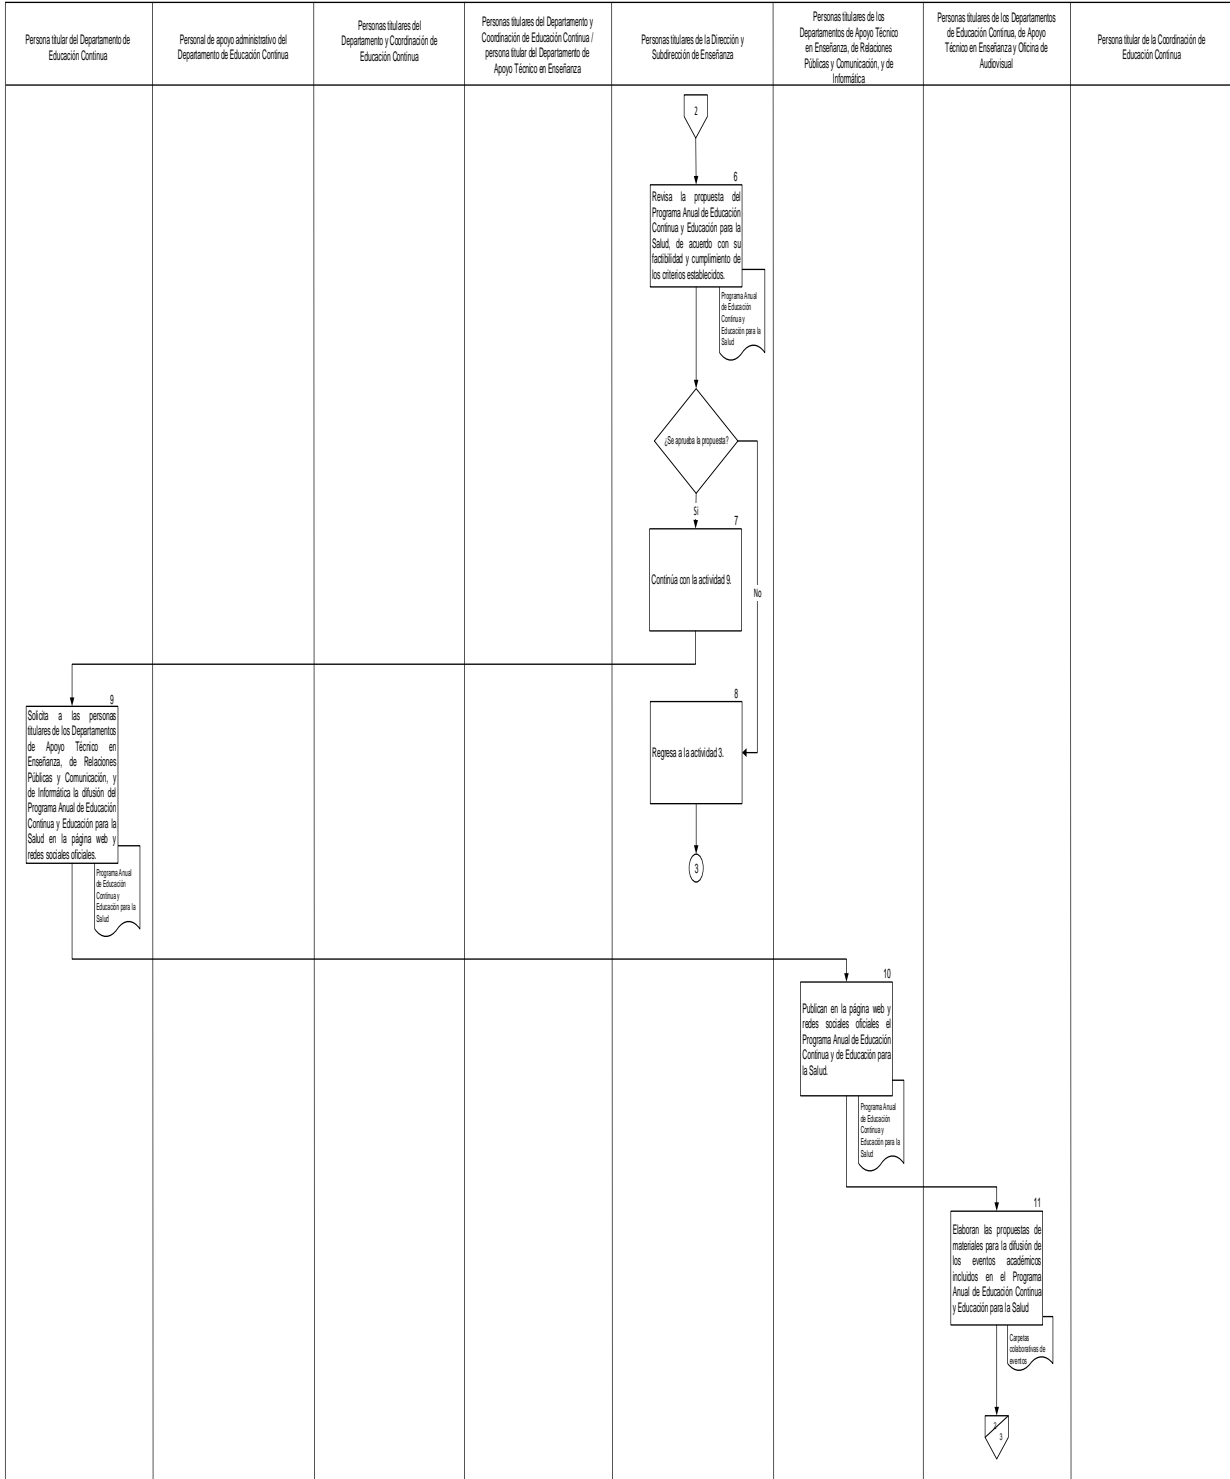 Persona titular del Departamento de
Educación Continua
Personal de apoyo administrativo del
Departamento de Educación Continua
Personas titulares del
Departamento y Coordinación de
Educación Continua
Personas titulares del Departamento y
Coordinación de Educación Continua /
persona titular del Departamento de
Apoyo Técnico en Enseñanza
Personas titulares de la Dirección y
Subdirección de Enseñanza
Personas titulares de los
Departamentos de Apoyo Técnico
en Enseñanza, de Relaciones
Públicas y Comunicación, y de
Informática
Personas titulares de los Departamentos
de Educación Continua, de Apoyo
Técnico en Enseñanza y Oficina de
Audiovisual
Persona titular de la Coordinación de
Educación Continua
2
6
Revisa la propuesta del
Programa Anual de Educación
Continua y Educación para la
Salud, de acuerdo con su
factibilidad y cumplimiento de
los criterios establecidos.
Programa Anual
de Educación
Continua y
Educación para la
Salud
¿Se aprueba la propuesta?
Si
7
Continúa con la actividad 9.
No
8
Regresa a la actividad 3.
3
9
Solicita a las personas
titulares de los Departamentos
de Apoyo Técnico en
Enseñanza, de Relaciones
Públicas y Comunicación, y
de Informática la difusión del
Programa Anual de Educación
Continua y Educación para la
Salud en la página web y
redes sociales oficiales.
Programa Anual
de Educación
Continua y
Educación para la
Salud
10
Publican en la página web y
redes sociales oficiales el
Programa Anual de Educación
Continua y de Educación para
la Salud.
Programa Anual
de Educación
Continua y
Educación para la
Salud
11
Elaboran las propuestas de
materiales para la difusión de
los eventos académicos
incluidos en el Programa
Anual de Educación Continua
y Educación para la Salud
Carpetas
colaborativas de
eventos
2
3